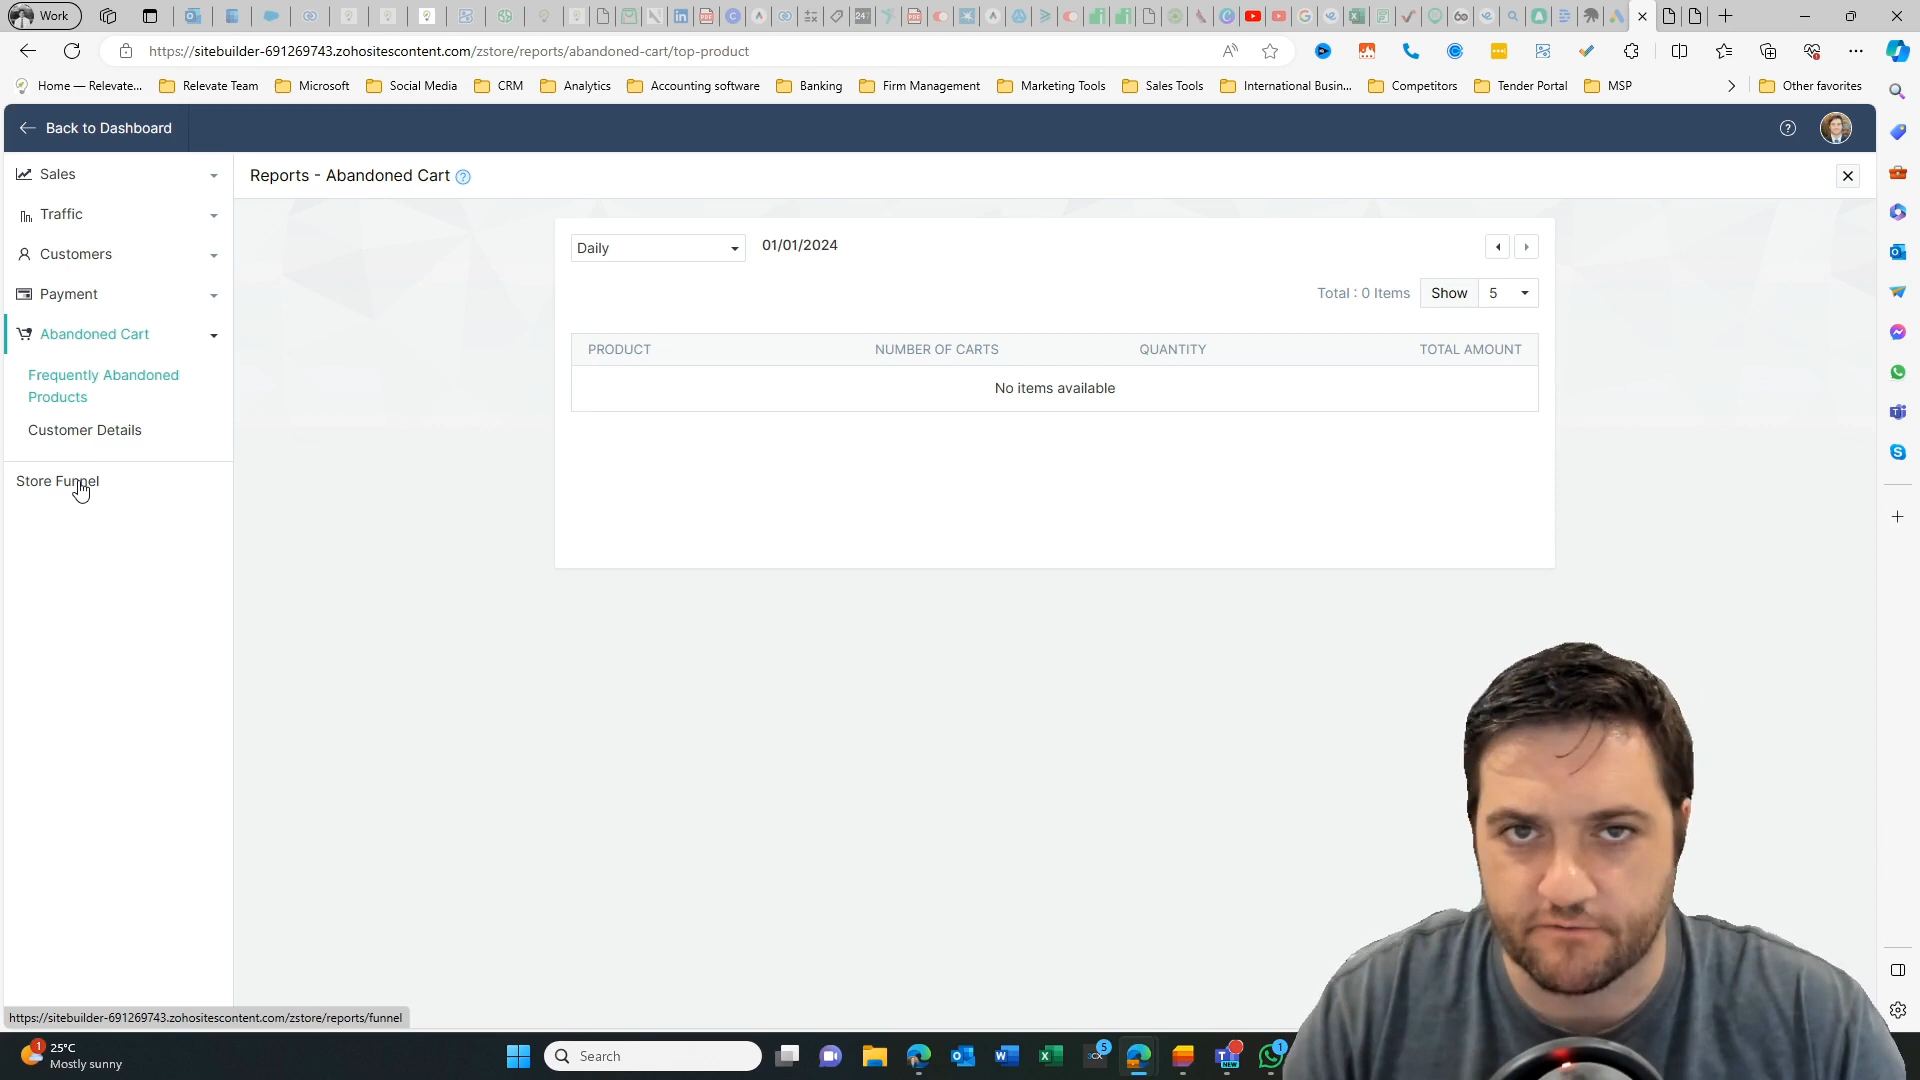 Work
https://sitebuilder-691269743.zohositescontent.com/zstore/reports/abandoned-cart/top-product
Home — Relevate...
Relevate Team
Microsoft
Social Media
CRM
Analytics
Accounting software
Banking
Firm Management
Marketing Tools
Sales Tools
International Busin...
Competitors
Tender Portal
MSP
Other favorites
Back to Dashboard
Sales
Traffic
Customers
Payment
Abandoned Cart
Frequently Abandoned
Products
Customer Details
Store Funnel
Reports - Abandoned Cart
Daily
01/01/2024
Total : 0 Items
Show
5
PRODUCT
NUMBER OF CARTS
QUANTITY
TOTAL AMOUNT
No items available
https://sitebuilder-691269743.zohositescontent.com/zstore/reports/funnel
1
25°C
Mostly sunny
Search
5
NEW
1